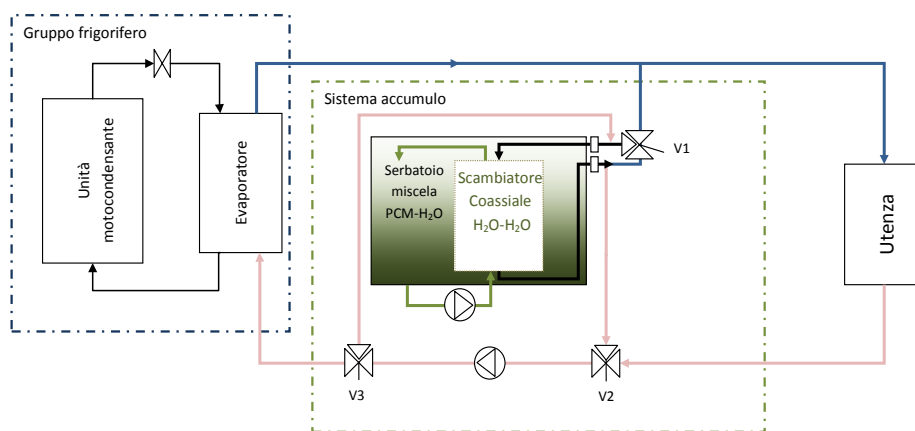 Gruppo frigorifero
Unità
motocondensante
Evaporatore
Sistema accumulo
Serbatoio
miscela
PCM-H₂O
Scambiatore
Coassiale
H₂O-H₂O
V1
Utenza
V3
V2